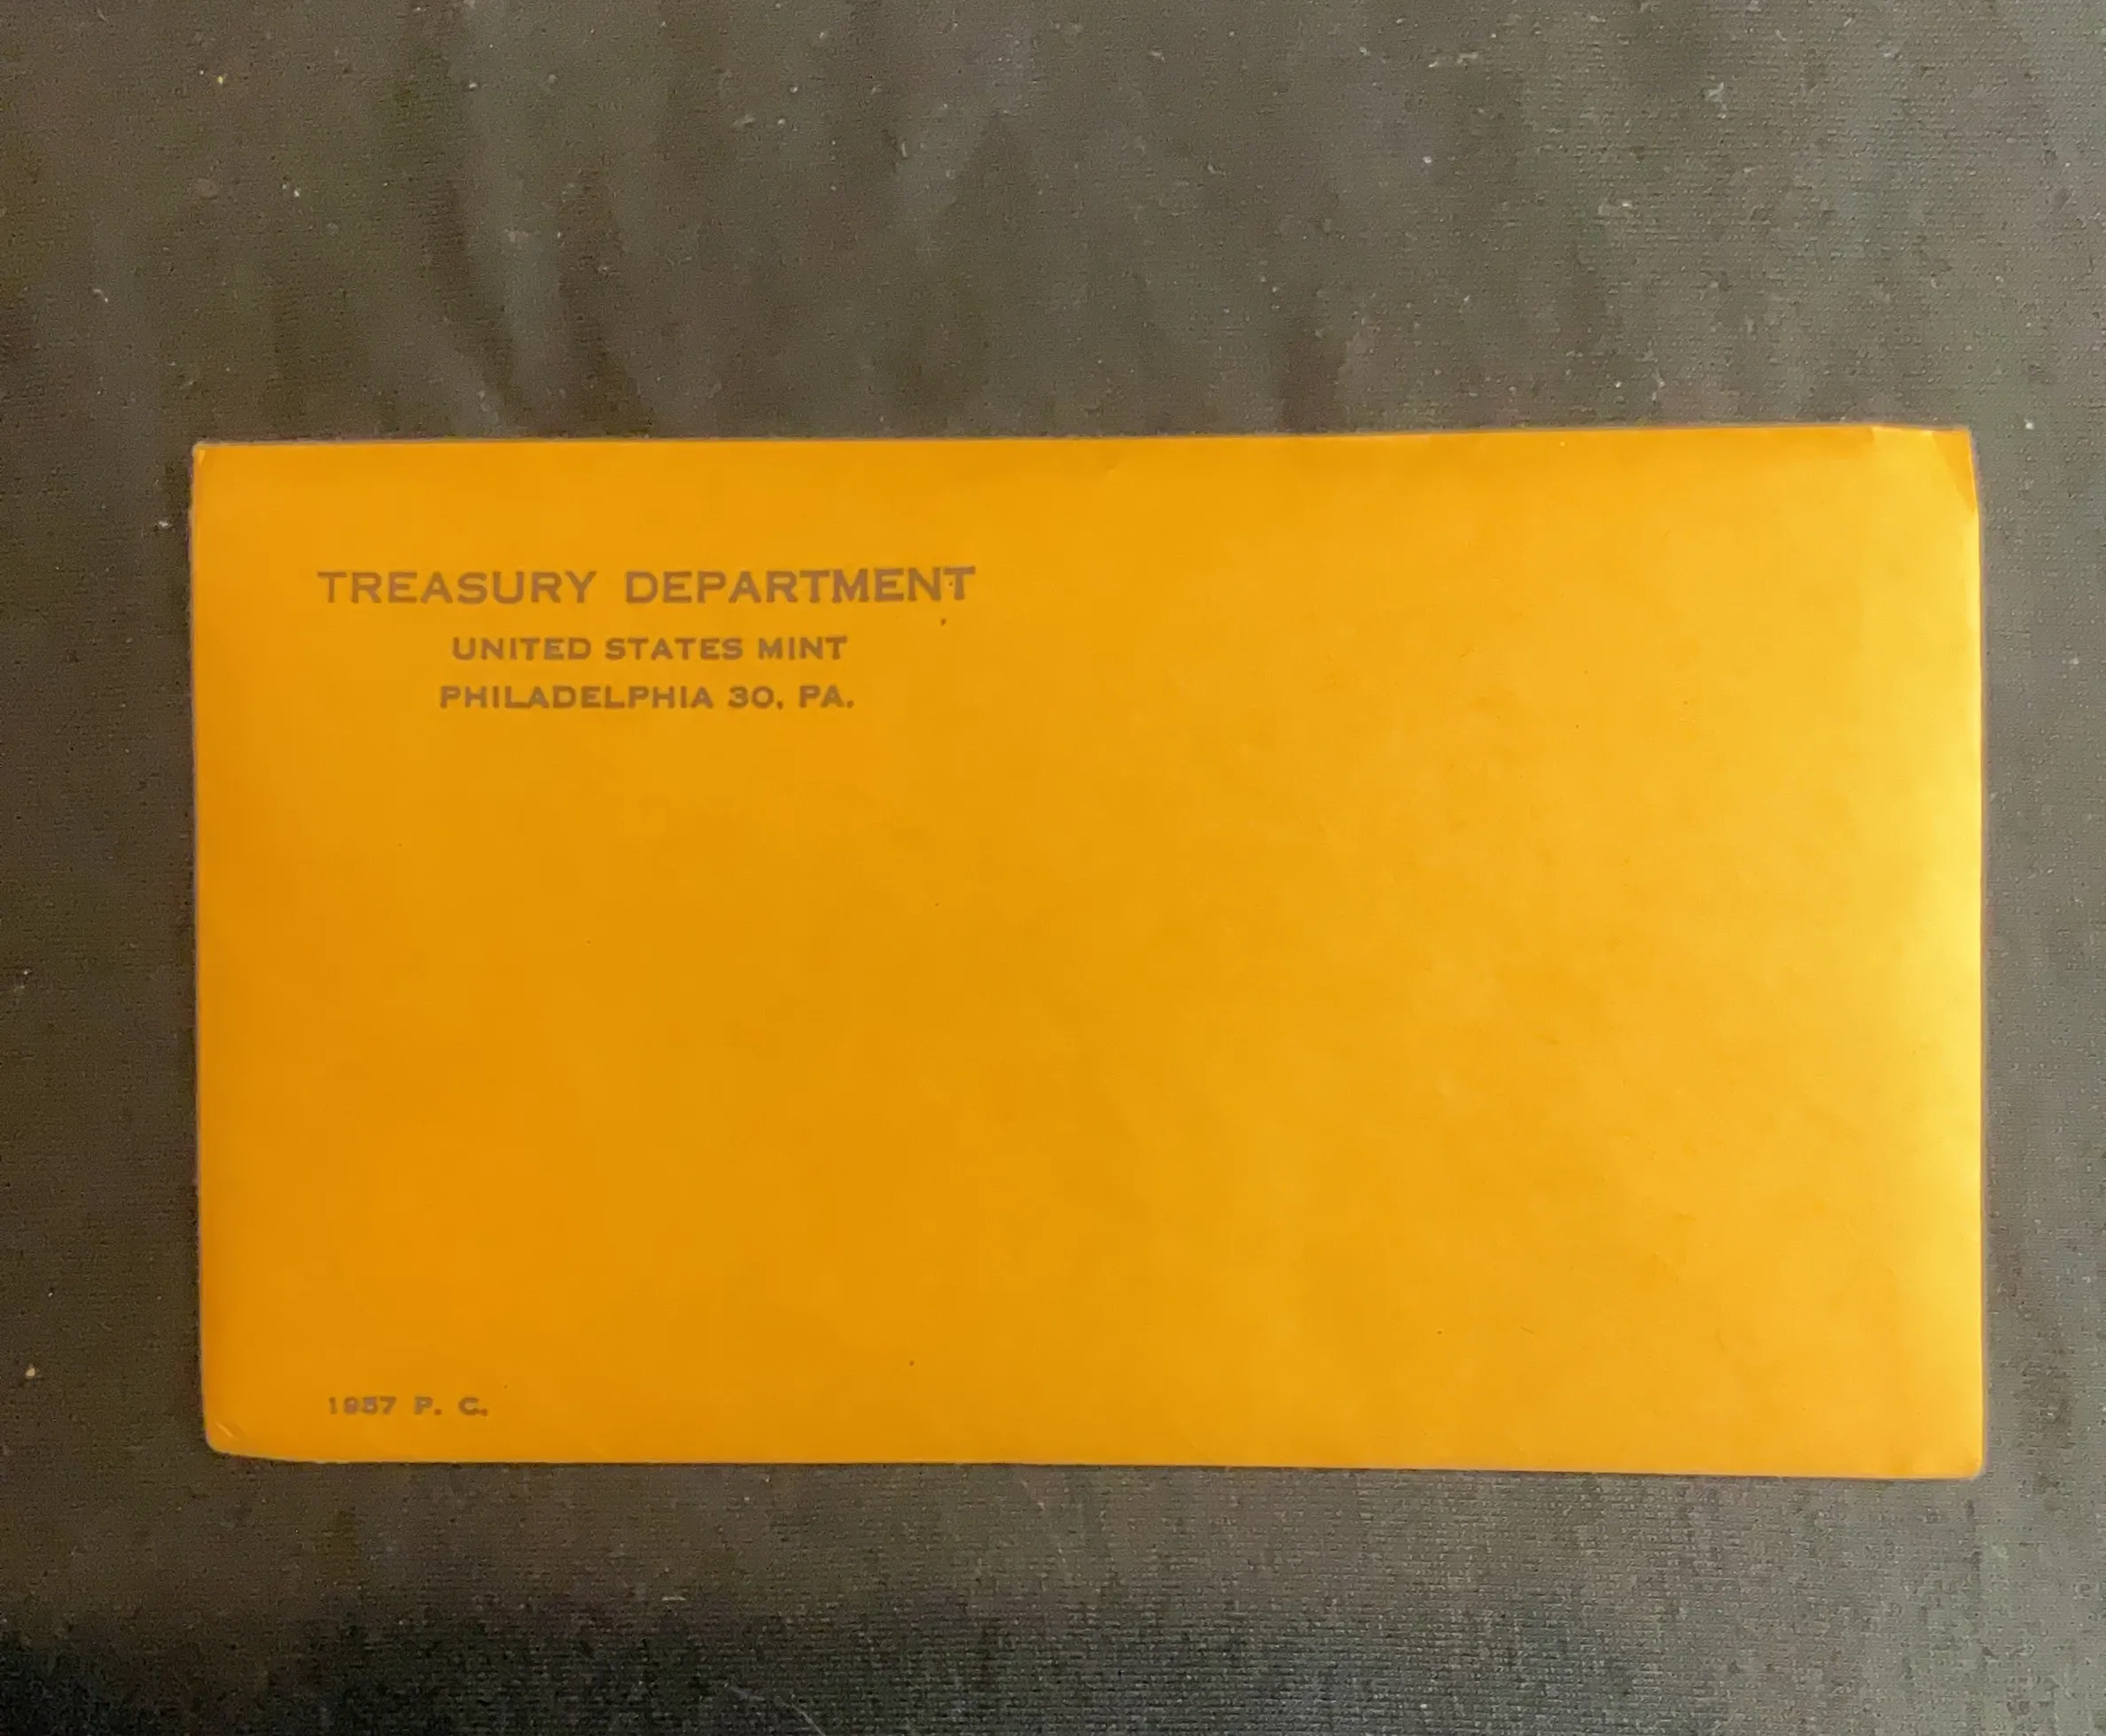 TREASURY DEPARTMENT
UNITED STATES MINT
PHILADELPHIA 30, PA.
1957 P. C.